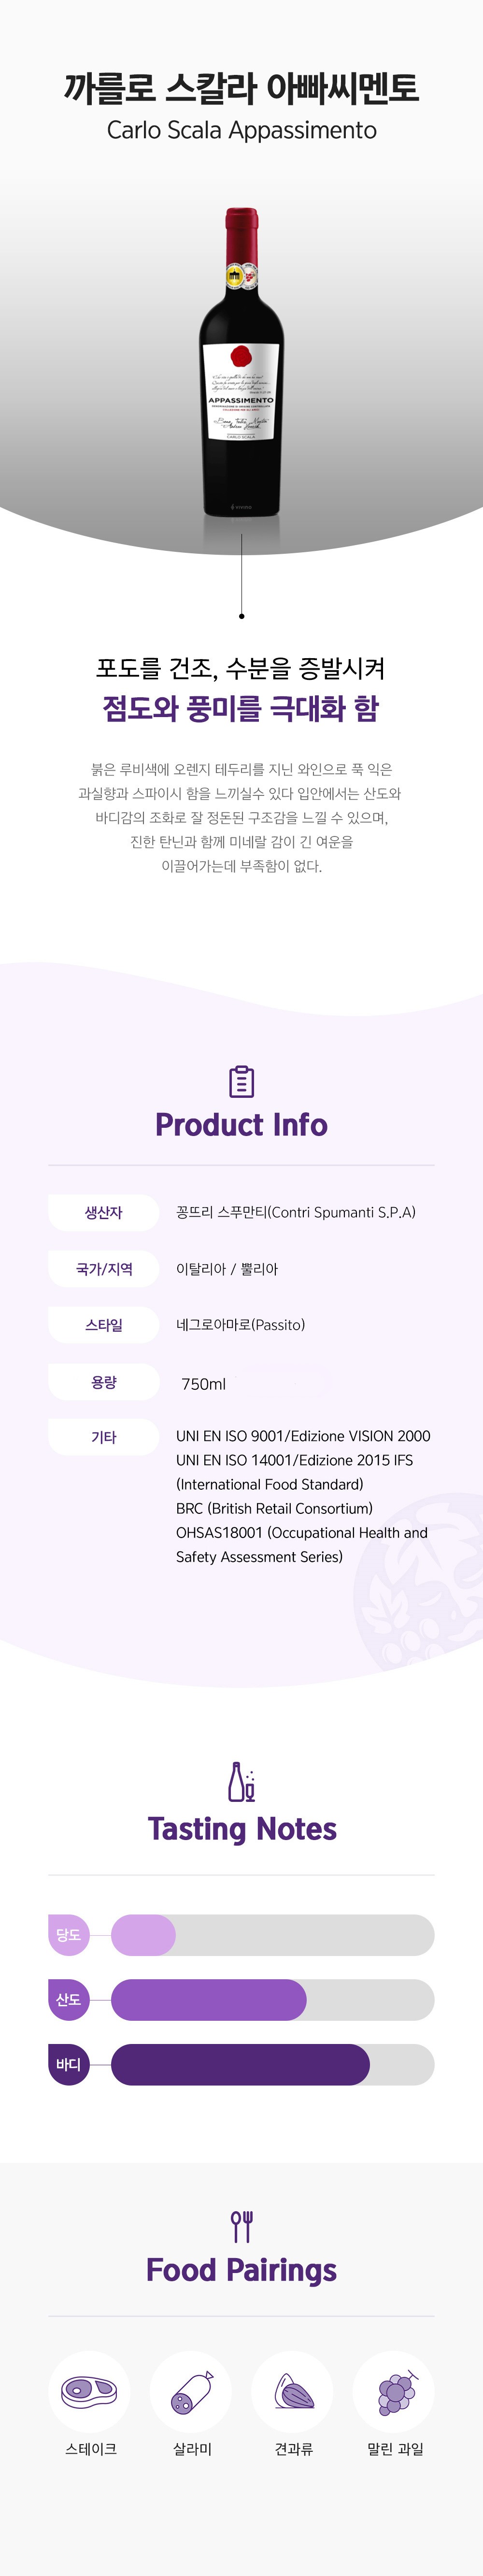 까를로 스칼라 아빠씨멘토
Carlo Scala Appassimento
APPASSIMENTO
CARLO SCALA
포도를 건조, 수분을 증발시켜
점도와 풍미를 극대화 함
붉은 루비색에 오렌지 테두리를 지닌 와인으로 푹 익은
과실향과 스파이시 함을 느끼실수 있다 입안에서는 산도와
바디감의 조화로 잘 정돈된 구조감을 느낄 수 있으며,
진한 탄닌과 함께 미네랄 감이 긴 여운을
이끌어가는데 부족함이 없다.
Product Info
생산자 꽁뜨리 스푸만티(Contri Spumanti S.P.A)
국가/지역 이탈리아 / 뿔리아
스타일 네그로아마로(Passito)
용량 750ml
기타 UNI EN ISO 9001/Edizione VISION 2000
UNI EN ISO 14001/Edizione 2015 IFS
(International Food Standard)
BRC (British Retail Consortium)
OHSAS18001 (Occupational Health and
Safety Assessment Series)
Tasting Notes
당도
산도
바디
Food Pairings
스테이크 살라미 견과류 말린 과일